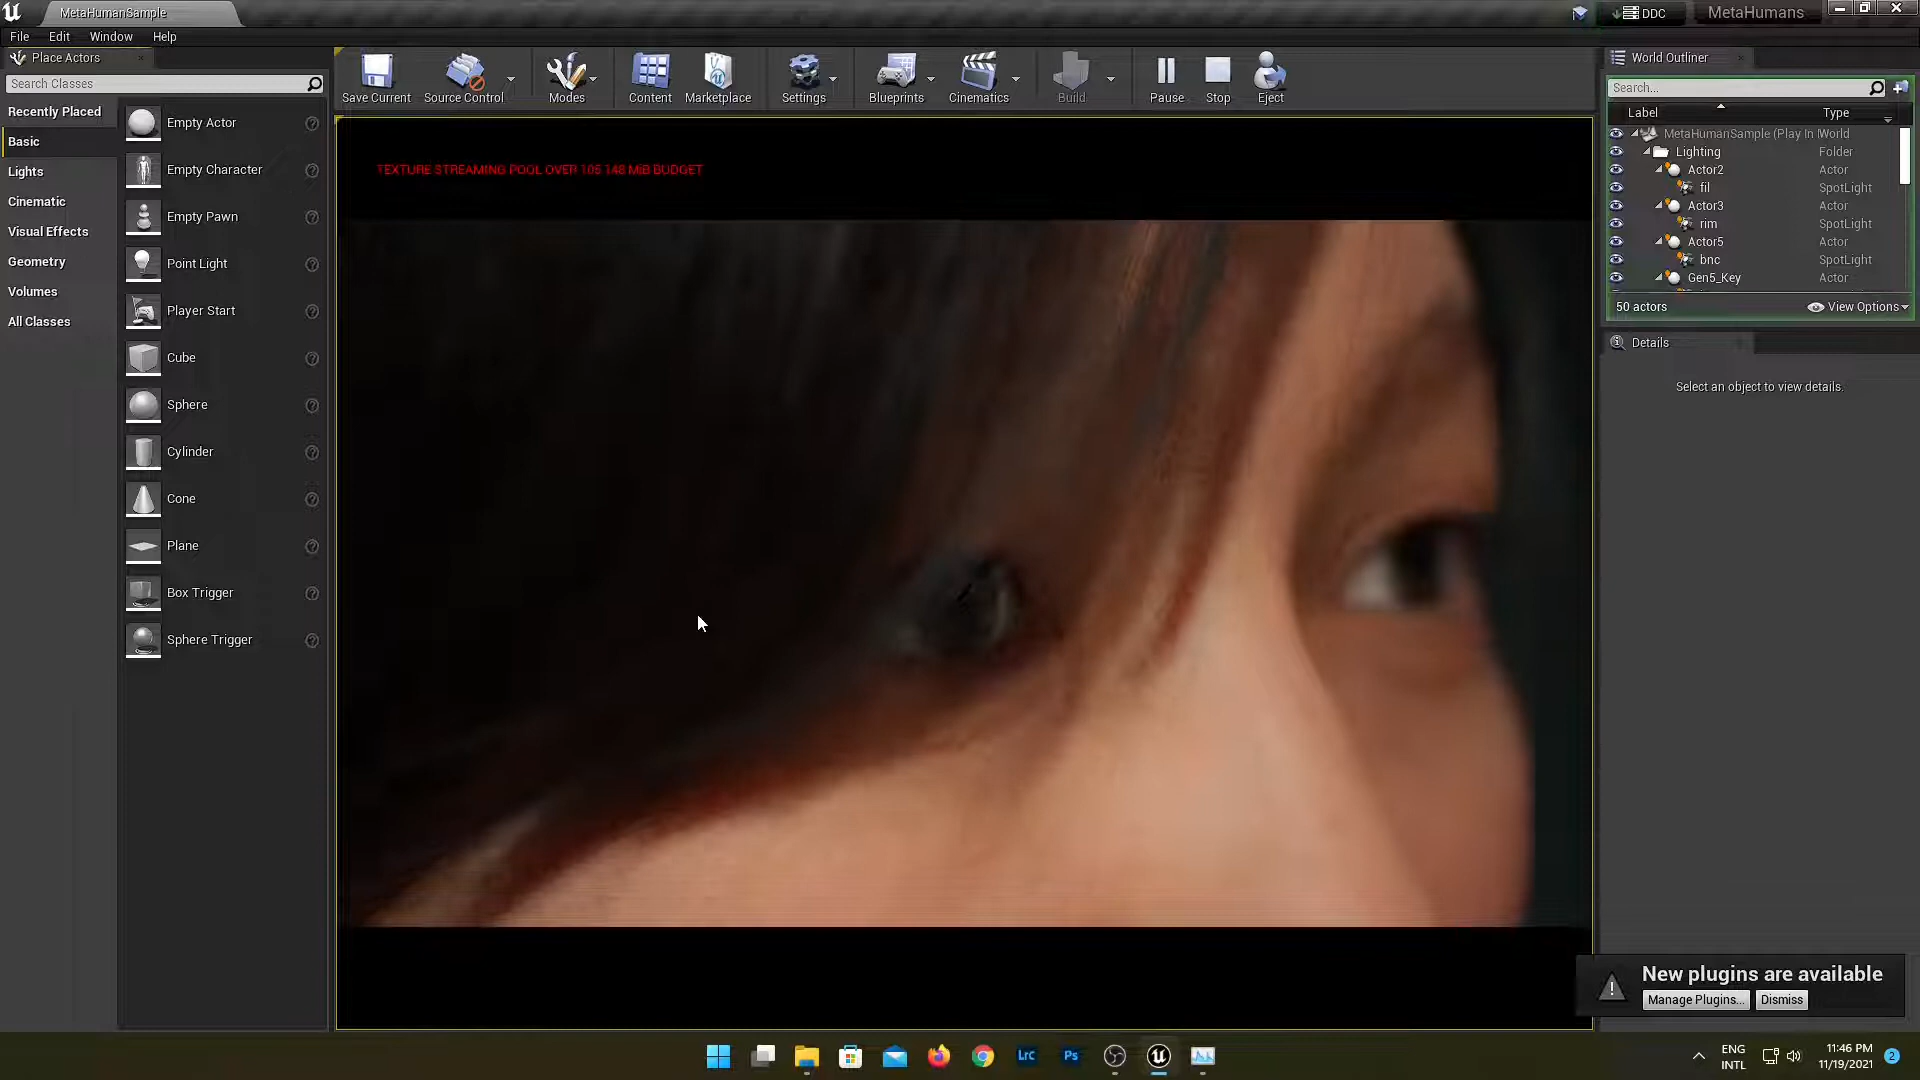 MetaHumanSample
DDC
MetaHumans
File Edit Window Help
Place Actors
Search Classes
Recently Placed
Basic
Lights
Cinematic
Visual Effects
Geometry
Volumes
All Classes
Empty Actor
Empty Character
Empty Pawn
Point Light
Player Start
Cube
Sphere
Cylinder
Cone
Plane
Box Trigger
Sphere Trigger
Save Current
Source Control
Modes
Content
Marketplace
Settings
Blueprints
Cinematics
Build
Pause
Stop
Eject
TEXTURE STREAMING POOL OVER 105.148 MiB BUDGET
World Outliner
Search...
Label Type
MetaHumanSample (Play In World
Lighting Folder
Actor2 Actor
fil SpotLight
Actor3 Actor
rim SpotLight
Actor5 Actor
bnc SpotLight
Gen5_Key Actor
50 actors View Options
Details
Select an object to view details.
New plugins are available
Manage Plugins... Dismiss
LrC
Ps
ENG
INTL
11:46 PM
11/19/2021
2